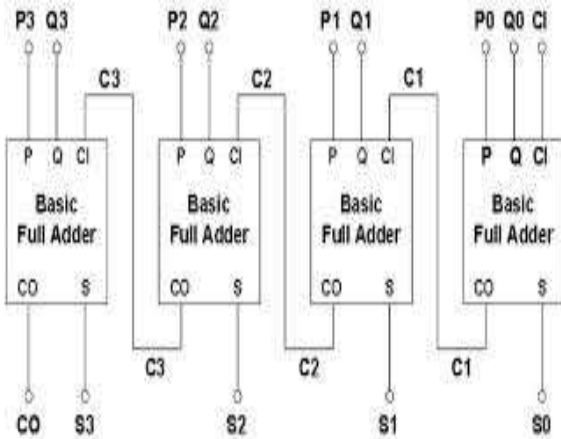 P3 Q3 P2 Q2 P1 Q1 P0 Q0 CI
C3 C2 C1
P Q CI P Q CI P Q CI P Q CI
Basic Basic Basic Basic
Full Adder Full Adder Full Adder Full Adder
CO S CO S CO S CO S
C3 C2 C1
CO S3 S2 S1 S0